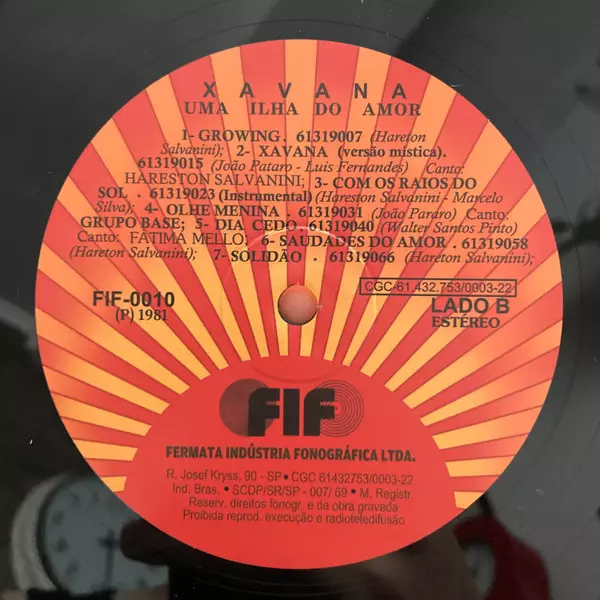 XAVANA
UMA ILHA DO AMOR
1- GROWING . 61319007 (Hareton
Salvanini); 2- XAVANA (versão mística).
61319015 (João Pataro - Luis Fernandes) Canto:
HARESTON SALVANINI; 3- COM OS RAIOS DO
SOL . 61319023 (Instrumental) (Hareston Salvanini - Marcelo
Silva); 4- OLHE MENINA . 61319031 (João Pararo) Canto:
GRUPO BASE; 5- DIA CEDO . 61319040 (Walter Santos Pinto)
Canto: FATIMA MELLO; 6- SAUDADES DO AMOR . 61319058
(Hareton Salvanini); 7- SOLIDÃO . 61319066 (Hareton Salvanini);
CGC-61.432.753/0003-22
FIF-0010
(P) 1981
LADO B
ESTÉREO
FIF
FERMATA INDÚSTRIA FONOGRÁFICA LTDA.
R. Josef Kryss, 90 - SP • CGC 61432753/0003-22
Ind. Bras. • SCDP/SR/SP - 007/69 • M. Registr.
Reserv. direitos fonogr. e da obra gravada
Proibida reprod. execução e radioteledifusão